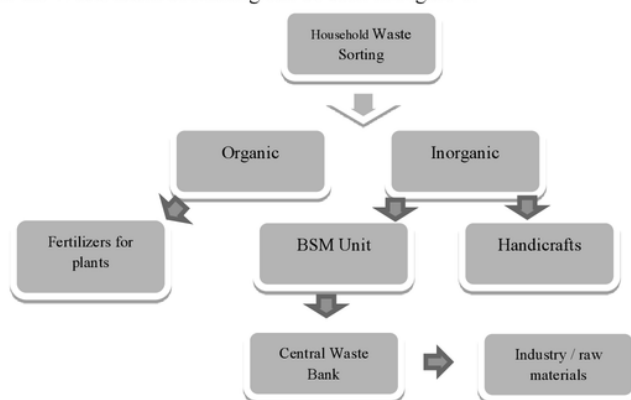 Household Waste
Sorting
Organic
Inorganic
Fertilizers for
plants
BSM Unit
Handicrafts
Central Waste
Bank
Industry / raw
materials